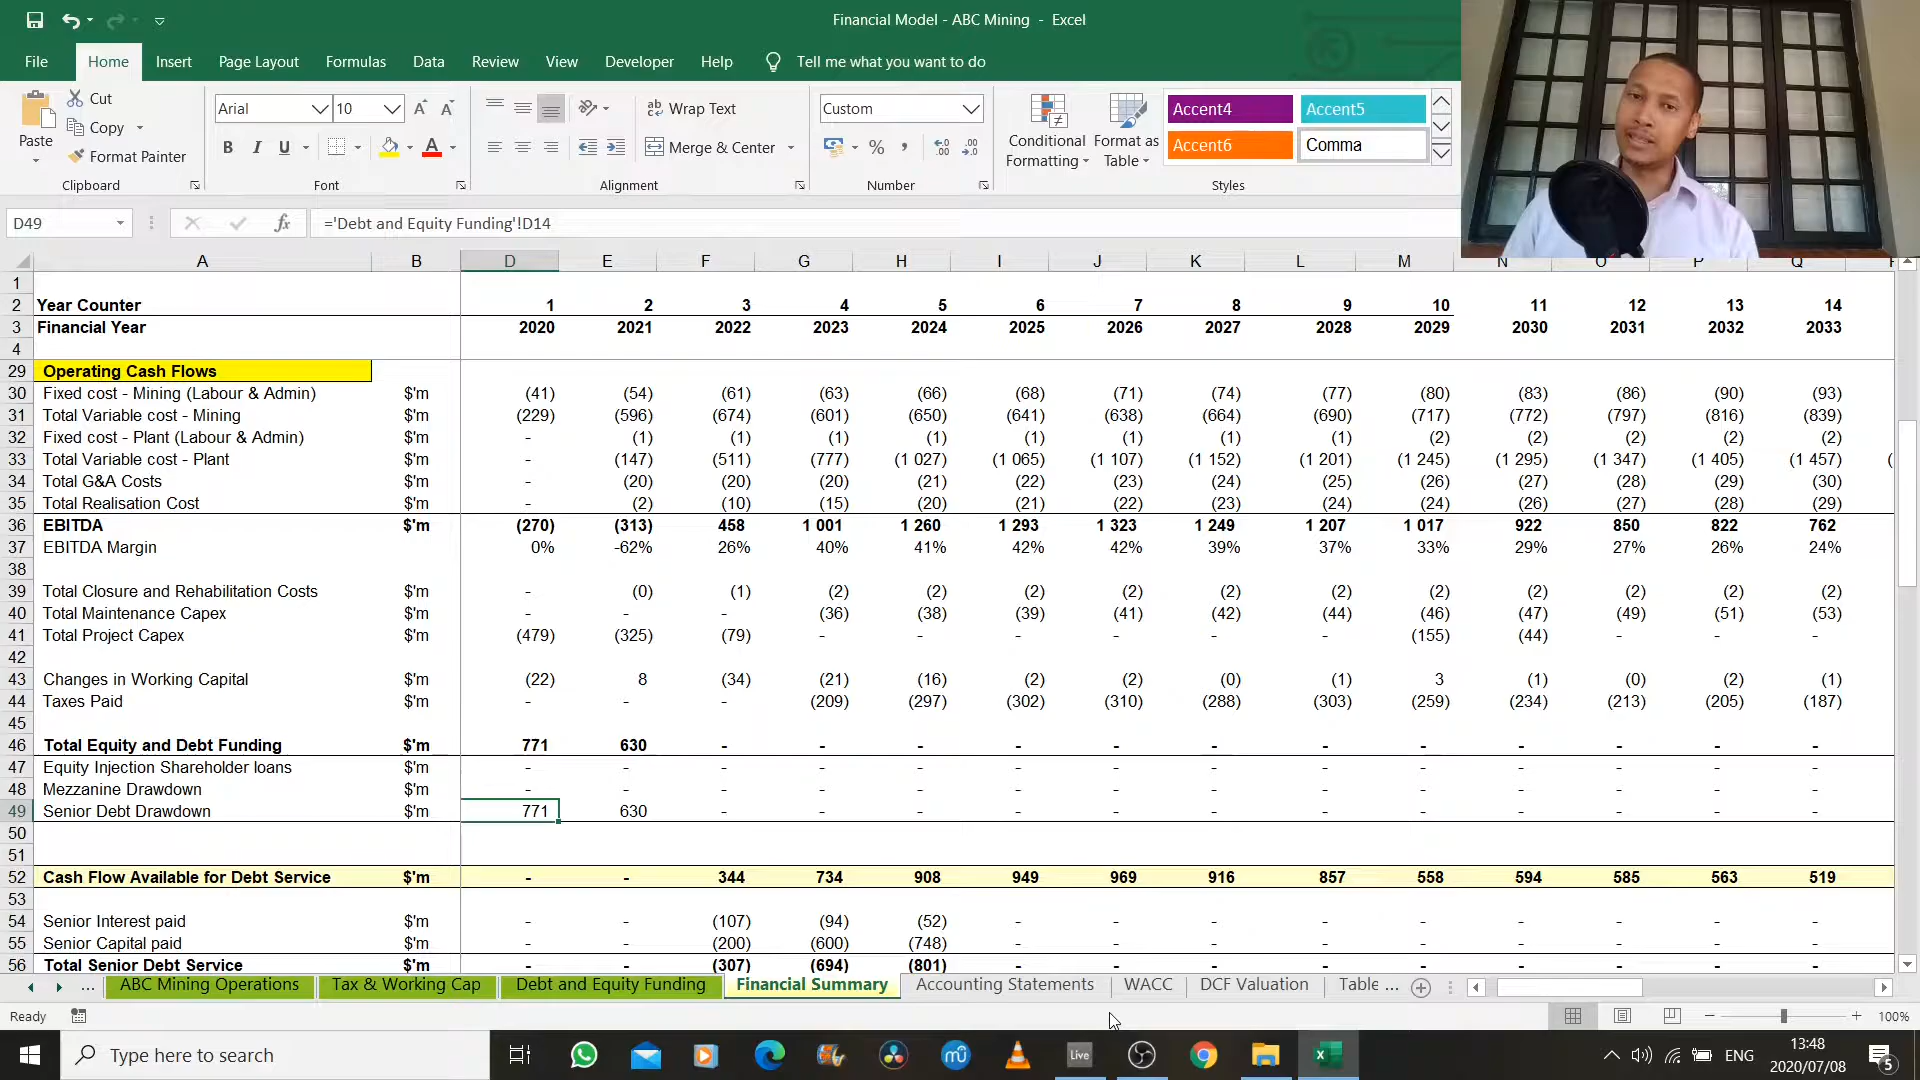 Financial Model - ABC Mining - Excel
File Home Insert Page Layout Formulas Data Review View Developer Help Tell me what you want to do
Paste Cut Copy Format Painter Clipboard
Arial 10 B I U A Font
Wrap Text Merge & Center Alignment
Custom % Number
Conditional Formatting Format as Table Accent4 Accent5 Accent6 Comma Styles
D49 fx ='Debt and Equity Funding'!D14
A B D E F G H I J K L M N O P Q
1
2 Year Counter 1 2 3 4 5 6 7 8 9 10 11 12 13 14
3 Financial Year 2020 2021 2022 2023 2024 2025 2026 2027 2028 2029 2030 2031 2032 2033
4
29 Operating Cash Flows
30 Fixed cost - Mining (Labour & Admin) $'m (41) (54) (61) (63) (66) (68) (71) (74) (77) (80) (83) (86) (90) (93)
31 Total Variable cost - Mining $'m (229) (596) (674) (601) (650) (641) (638) (664) (690) (717) (772) (797) (816) (839)
32 Fixed cost - Plant (Labour & Admin) $'m - (1) (1) (1) (1) (1) (1) (1) (1) (2) (2) (2) (2) (2)
33 Total Variable cost - Plant $'m - (147) (511) (777) (1 027) (1 065) (1 107) (1 152) (1 201) (1 245) (1 295) (1 347) (1 405) (1 457) (
34 Total G&A Costs $'m - (20) (20) (20) (21) (22) (23) (24) (25) (26) (27) (28) (29) (30)
35 Total Realisation Cost $'m - (2) (10) (15) (20) (21) (22) (23) (24) (24) (26) (27) (28) (29)
36 EBITDA $'m (270) (313) 458 1 001 1 260 1 293 1 323 1 249 1 207 1 017 922 850 822 762
37 EBITDA Margin 0% -62% 26% 40% 41% 42% 42% 39% 37% 33% 29% 27% 26% 24%
38
39 Total Closure and Rehabilitation Costs $'m - (0) (1) (2) (2) (2) (2) (2) (2) (2) (2) (2) (2) (2)
40 Total Maintenance Capex $'m - - - (36) (38) (39) (41) (42) (44) (46) (47) (49) (51) (53)
41 Total Project Capex $'m (479) (325) (79) - - - - - - (155) (44) - - -
42
43 Changes in Working Capital $'m (22) 8 (34) (21) (16) (2) (2) (0) (1) 3 (1) (0) (2) (1)
44 Taxes Paid $'m - - - (209) (297) (302) (310) (288) (303) (259) (234) (213) (205) (187)
45
46 Total Equity and Debt Funding $'m 771 630 - - - - - - - - - - - -
47 Equity Injection Shareholder loans $'m - - - - - - - - - - - - - -
48 Mezzanine Drawdown $'m - - - - - - - - - - - - - -
49 Senior Debt Drawdown $'m 771 630 - - - - - - - - - - - -
50
51
52 Cash Flow Available for Debt Service $'m - - 344 734 908 949 969 916 857 558 594 585 563 519
53
54 Senior Interest paid $'m - - (107) (94) (52) - - - - - - - - -
55 Senior Capital paid $'m - - (200) (600) (748) - - - - - - - - -
56 Total Senior Debt Service $'m - - (307) (694) (801) - - - - - - - - -
... ABC Mining Operations Tax & Working Cap Debt and Equity Funding Financial Summary Accounting Statements WACC DCF Valuation Table ...
Ready 100%
Type here to search Live ENG 13:48
2020/07/08 5